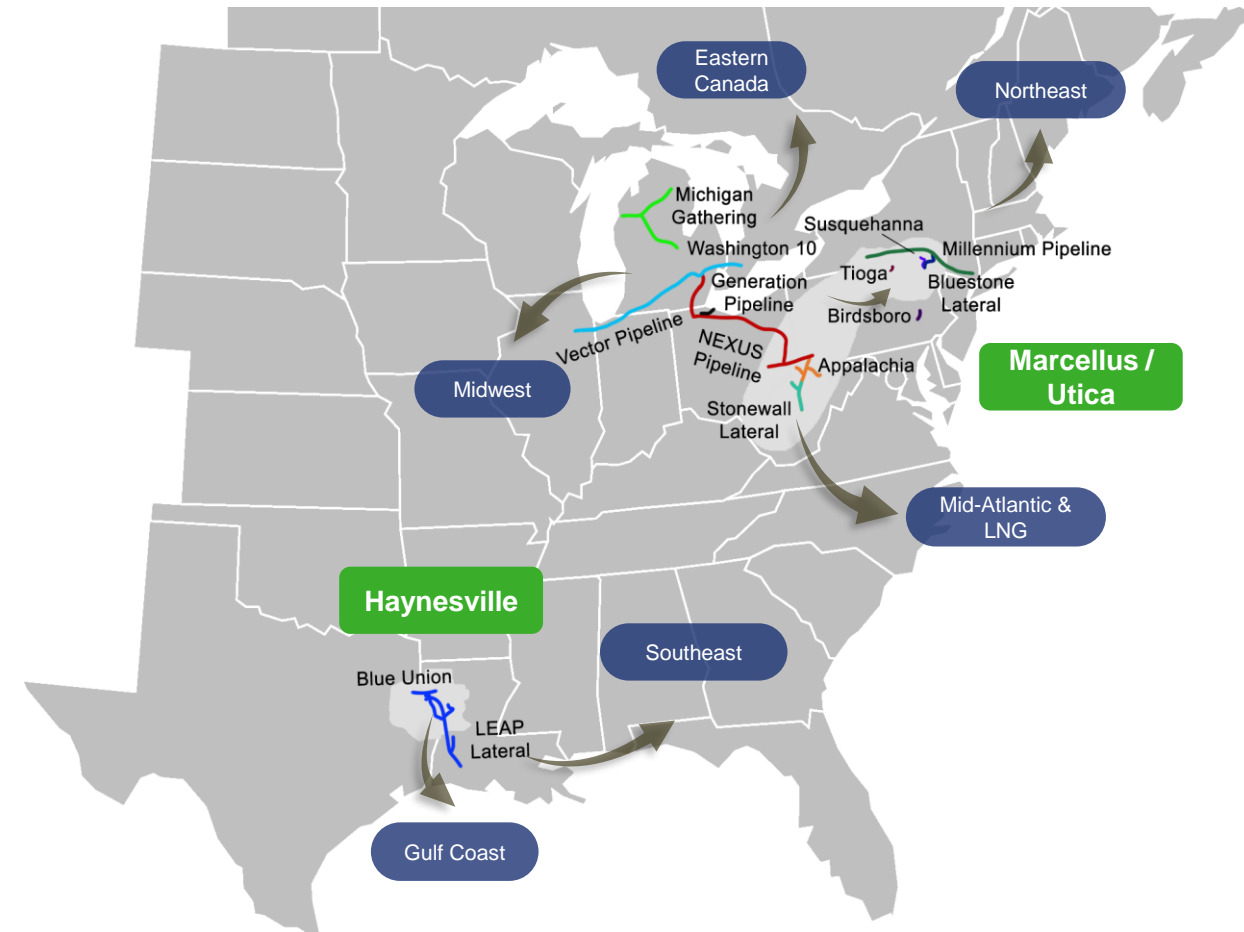 Eastern
Canada
Northeast
Michigan
Gathering
Susquehanna
Washington 10
Millennium Pipeline
Tioga
Generation
Pipeline
Bluestone
Lateral
Birdsboro
Vector Pipeline
NEXUS
Pipeline
Appalachia
Marcellus /
Utica
Midwest
Stonewall
Lateral
Mid-Atlantic &
LNG
Haynesville
Southeast
Blue Union
LEAP
Lateral
Gulf Coast